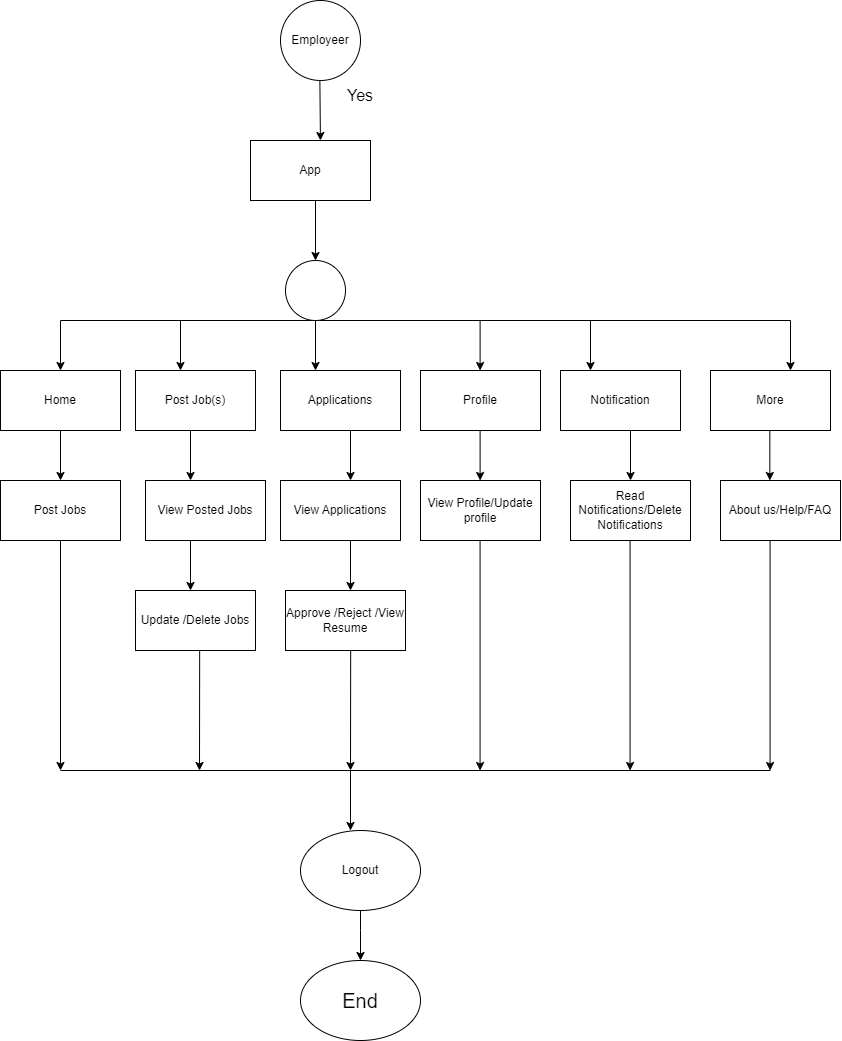 Employeer
Yes
App
Home
Post Job(s)
Applications
Profile
Notification
More
Post Jobs
View Posted Jobs
View Applications
View Profile/Update
profile
Read
Notifications/Delete
Notifications
About us/Help/FAQ
Update /Delete Jobs
Approve /Reject /View
Resume
Logout
End